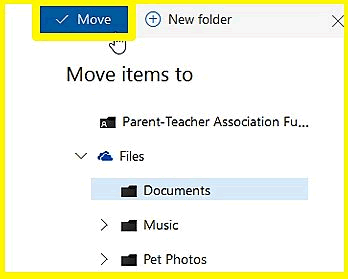 Move New folder
Move items to
Parent-Teacher Association Fu...
Files
Documents
Music
Pet Photos